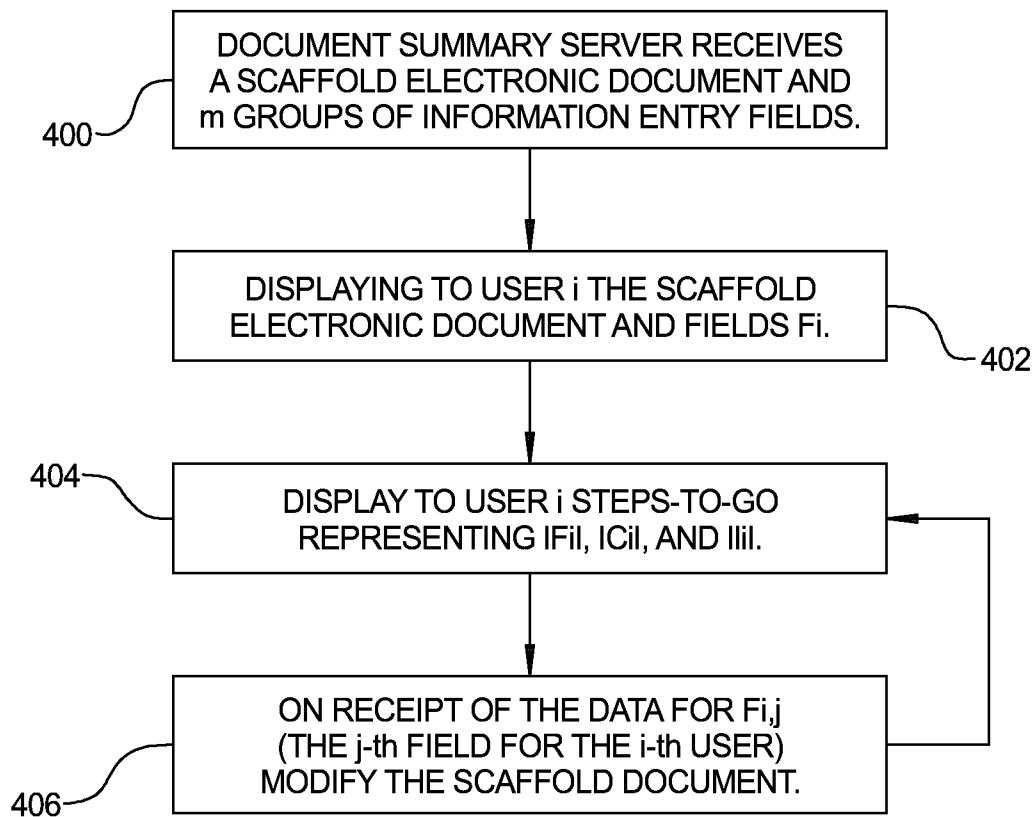 DOCUMENT SUMMARY SERVER RECEIVES
A SCAFFOLD ELECTRONIC DOCUMENT AND
m GROUPS OF INFORMATION ENTRY FIELDS.
400
DISPLAYING TO USER i THE SCAFFOLD
ELECTRONIC DOCUMENT AND FIELDS Fi.
402
404
DISPLAY TO USER i STEPS-TO-GO
REPRESENTING IFiI, ICiI, AND IIiI.
ON RECEIPT OF THE DATA FOR Fi,j
(THE j-th FIELD FOR THE i-th USER)
MODIFY THE SCAFFOLD DOCUMENT.
406